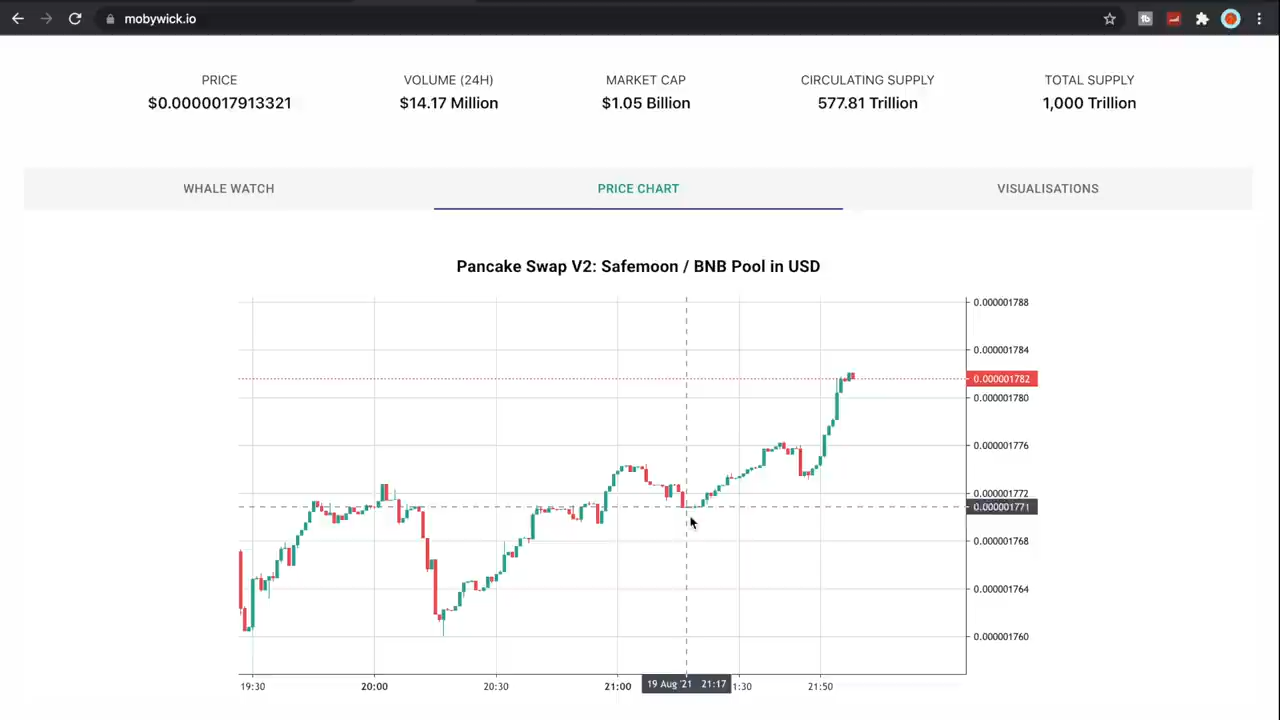 mobywick.io
PRICE VOLUME (24H) MARKET CAP CIRCULATING SUPPLY TOTAL SUPPLY
$0.0000017913321 $14.17 Million $1.05 Billion 577.81 Trillion 1,000 Trillion
WHALE WATCH PRICE CHART VISUALISATIONS
Pancake Swap V2: Safemoon / BNB Pool in USD
0.000001788
0.000001784
0.000001782
0.000001780
0.000001776
0.000001772
0.000001771
0.000001768
0.000001764
0.000001760
19:30 20:00 20:30 21:00 19 Aug '21 21:17 1:30 21:50